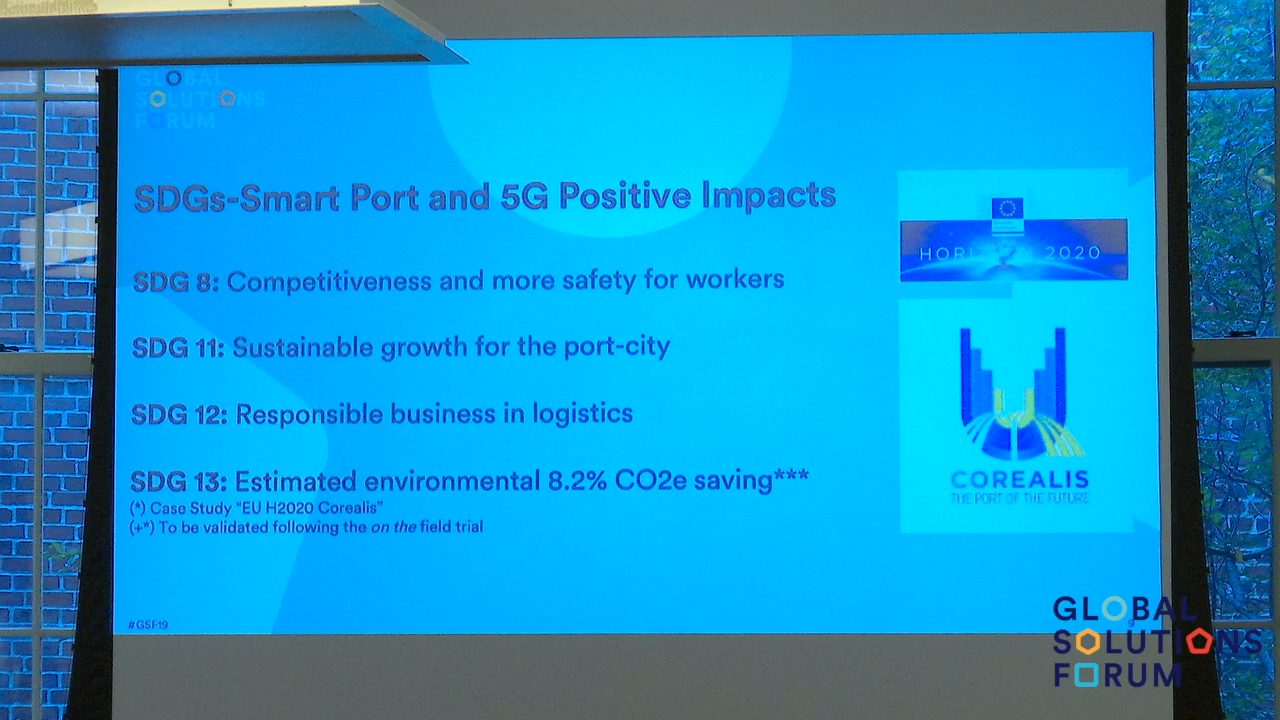 GLOBAL
SOLUTIONS
FORUM
SDGs-Smart Port and 5G Positive Impacts
HORIZON 2020
SDG 8: Competitiveness and more safety for workers
SDG 11: Sustainable growth for the port-city
SDG 12: Responsible business in logistics
SDG 13: Estimated environmental 8.2% CO2e saving***
(*) Case Study "EU H2020 Corealis"
(+*) To be validated following the on the field trial
COREALIS
THE PORT OF THE FUTURE
#GSF19
9
GLOBAL
SOLUTIONS
FORUM